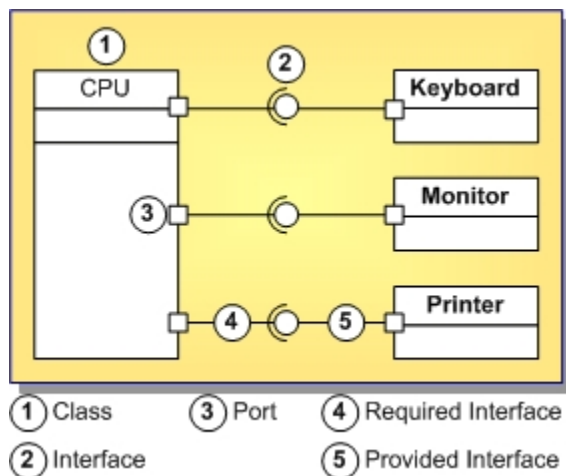 1
2
CPU
Keyboard
3
Monitor
4
5
Printer
1 Class
3 Port
4 Required Interface
2 Interface
5 Provided Interface